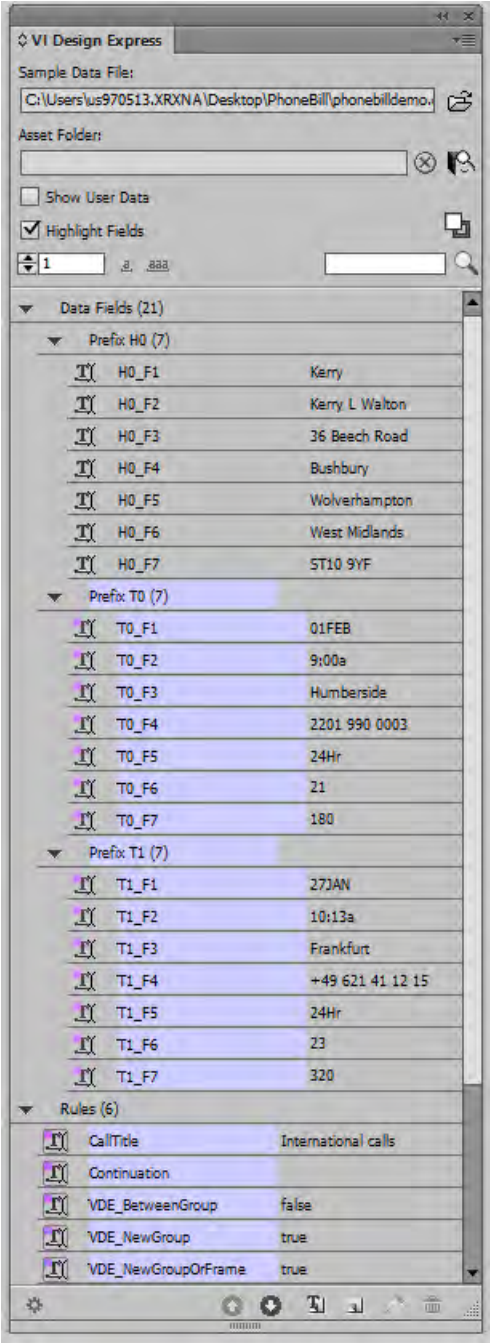 VI Design Express
Sample Data File:
C:\Users\us970513.XRXNA\Desktop\PhoneBill\phonebilldemo.
Asset Folder:
Show User Data
Highlight Fields
1 .a. .aaa.
Data Fields (21)
Prefix H0 (7)
H0_F1 Kerry
H0_F2 Kerry L Walton
H0_F3 36 Beech Road
H0_F4 Bushbury
H0_F5 Wolverhampton
H0_F6 West Midlands
H0_F7 ST10 9YF
Prefix T0 (7)
T0_F1 01FEB
T0_F2 9:00a
T0_F3 Humberside
T0_F4 2201 990 0003
T0_F5 24Hr
T0_F6 21
T0_F7 180
Prefix T1 (7)
T1_F1 27JAN
T1_F2 10:13a
T1_F3 Frankfurt
T1_F4 +49 621 41 12 15
T1_F5 24Hr
T1_F6 23
T1_F7 320
Rules (6)
CallTitle International calls
Continuation
VDE_BetweenGroup false
VDE_NewGroup true
VDE_NewGroupOrFrame true